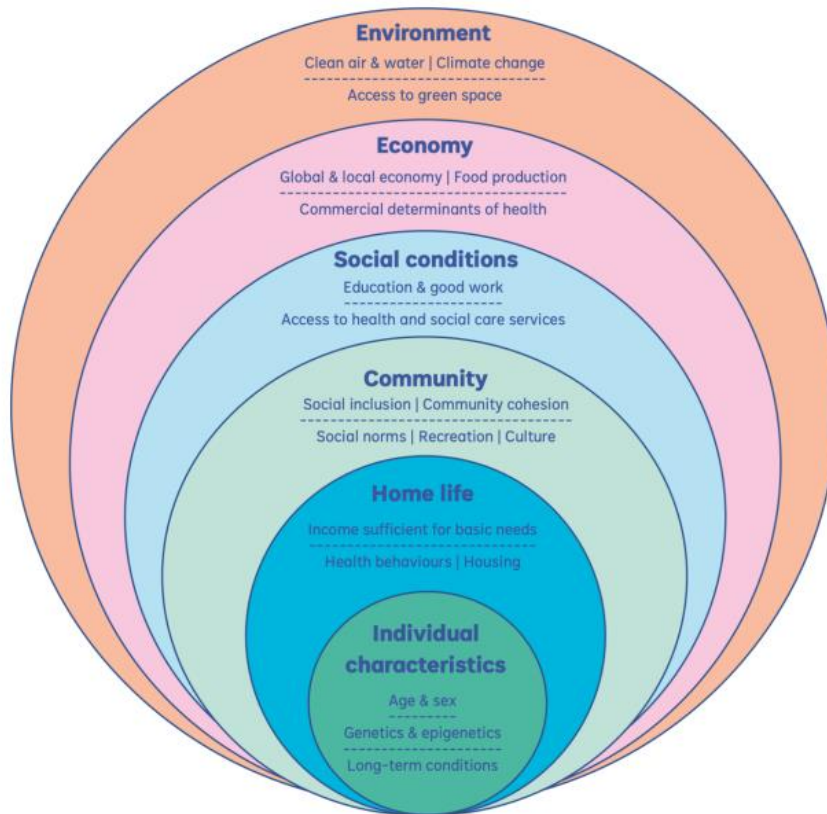 Environment
Clean air & water | Climate change
Access to green space
Economy
Global & local economy | Food production
Commercial determinants of health
Social conditions
Education & good work
Access to health and social care services
Community
Social inclusion | Community cohesion
Social norms | Recreation | Culture
Home life
Income sufficient for basic needs
Health behaviours | Housing
Individual
characteristics
Age & sex
Genetics & epigenetics
Long-term conditions